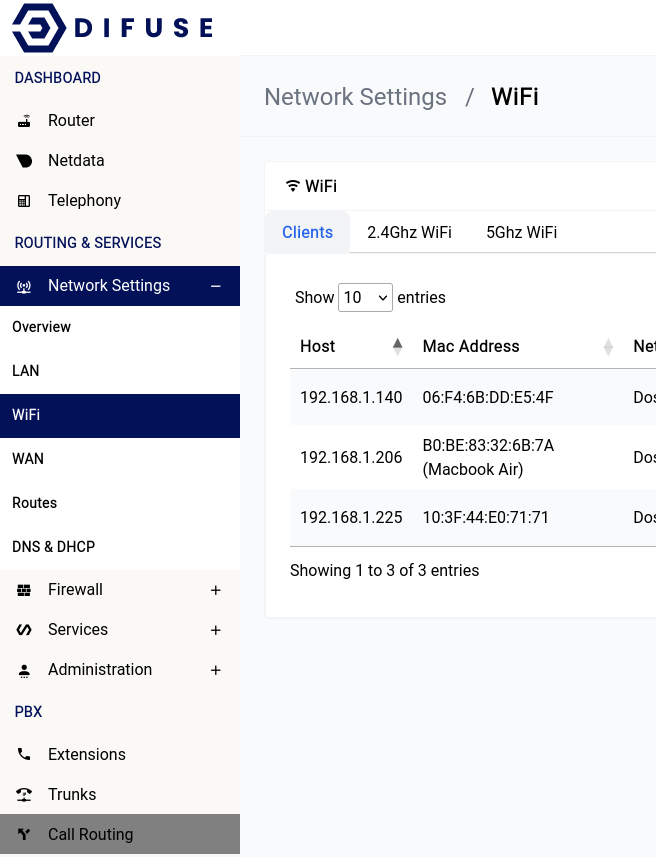 DIFUSE
DASHBOARD
Router
Netdata
Telephony
ROUTING & SERVICES
Network Settings
Overview
LAN
WiFi
WAN
Routes
DNS & DHCP
Firewall
Services
Administration
PBX
Extensions
Trunks
Call Routing
Network Settings / WiFi
WiFi
Clients 2.4Ghz WiFi 5Ghz WiFi
Show 10 entries
Host Mac Address Net
192.168.1.140 06:F4:6B:DD:E5:4F Dos
192.168.1.206 B0:BE:83:32:6B:7A Dos
(Macbook Air)
192.168.1.225 10:3F:44:E0:71:71 Dos
Showing 1 to 3 of 3 entries